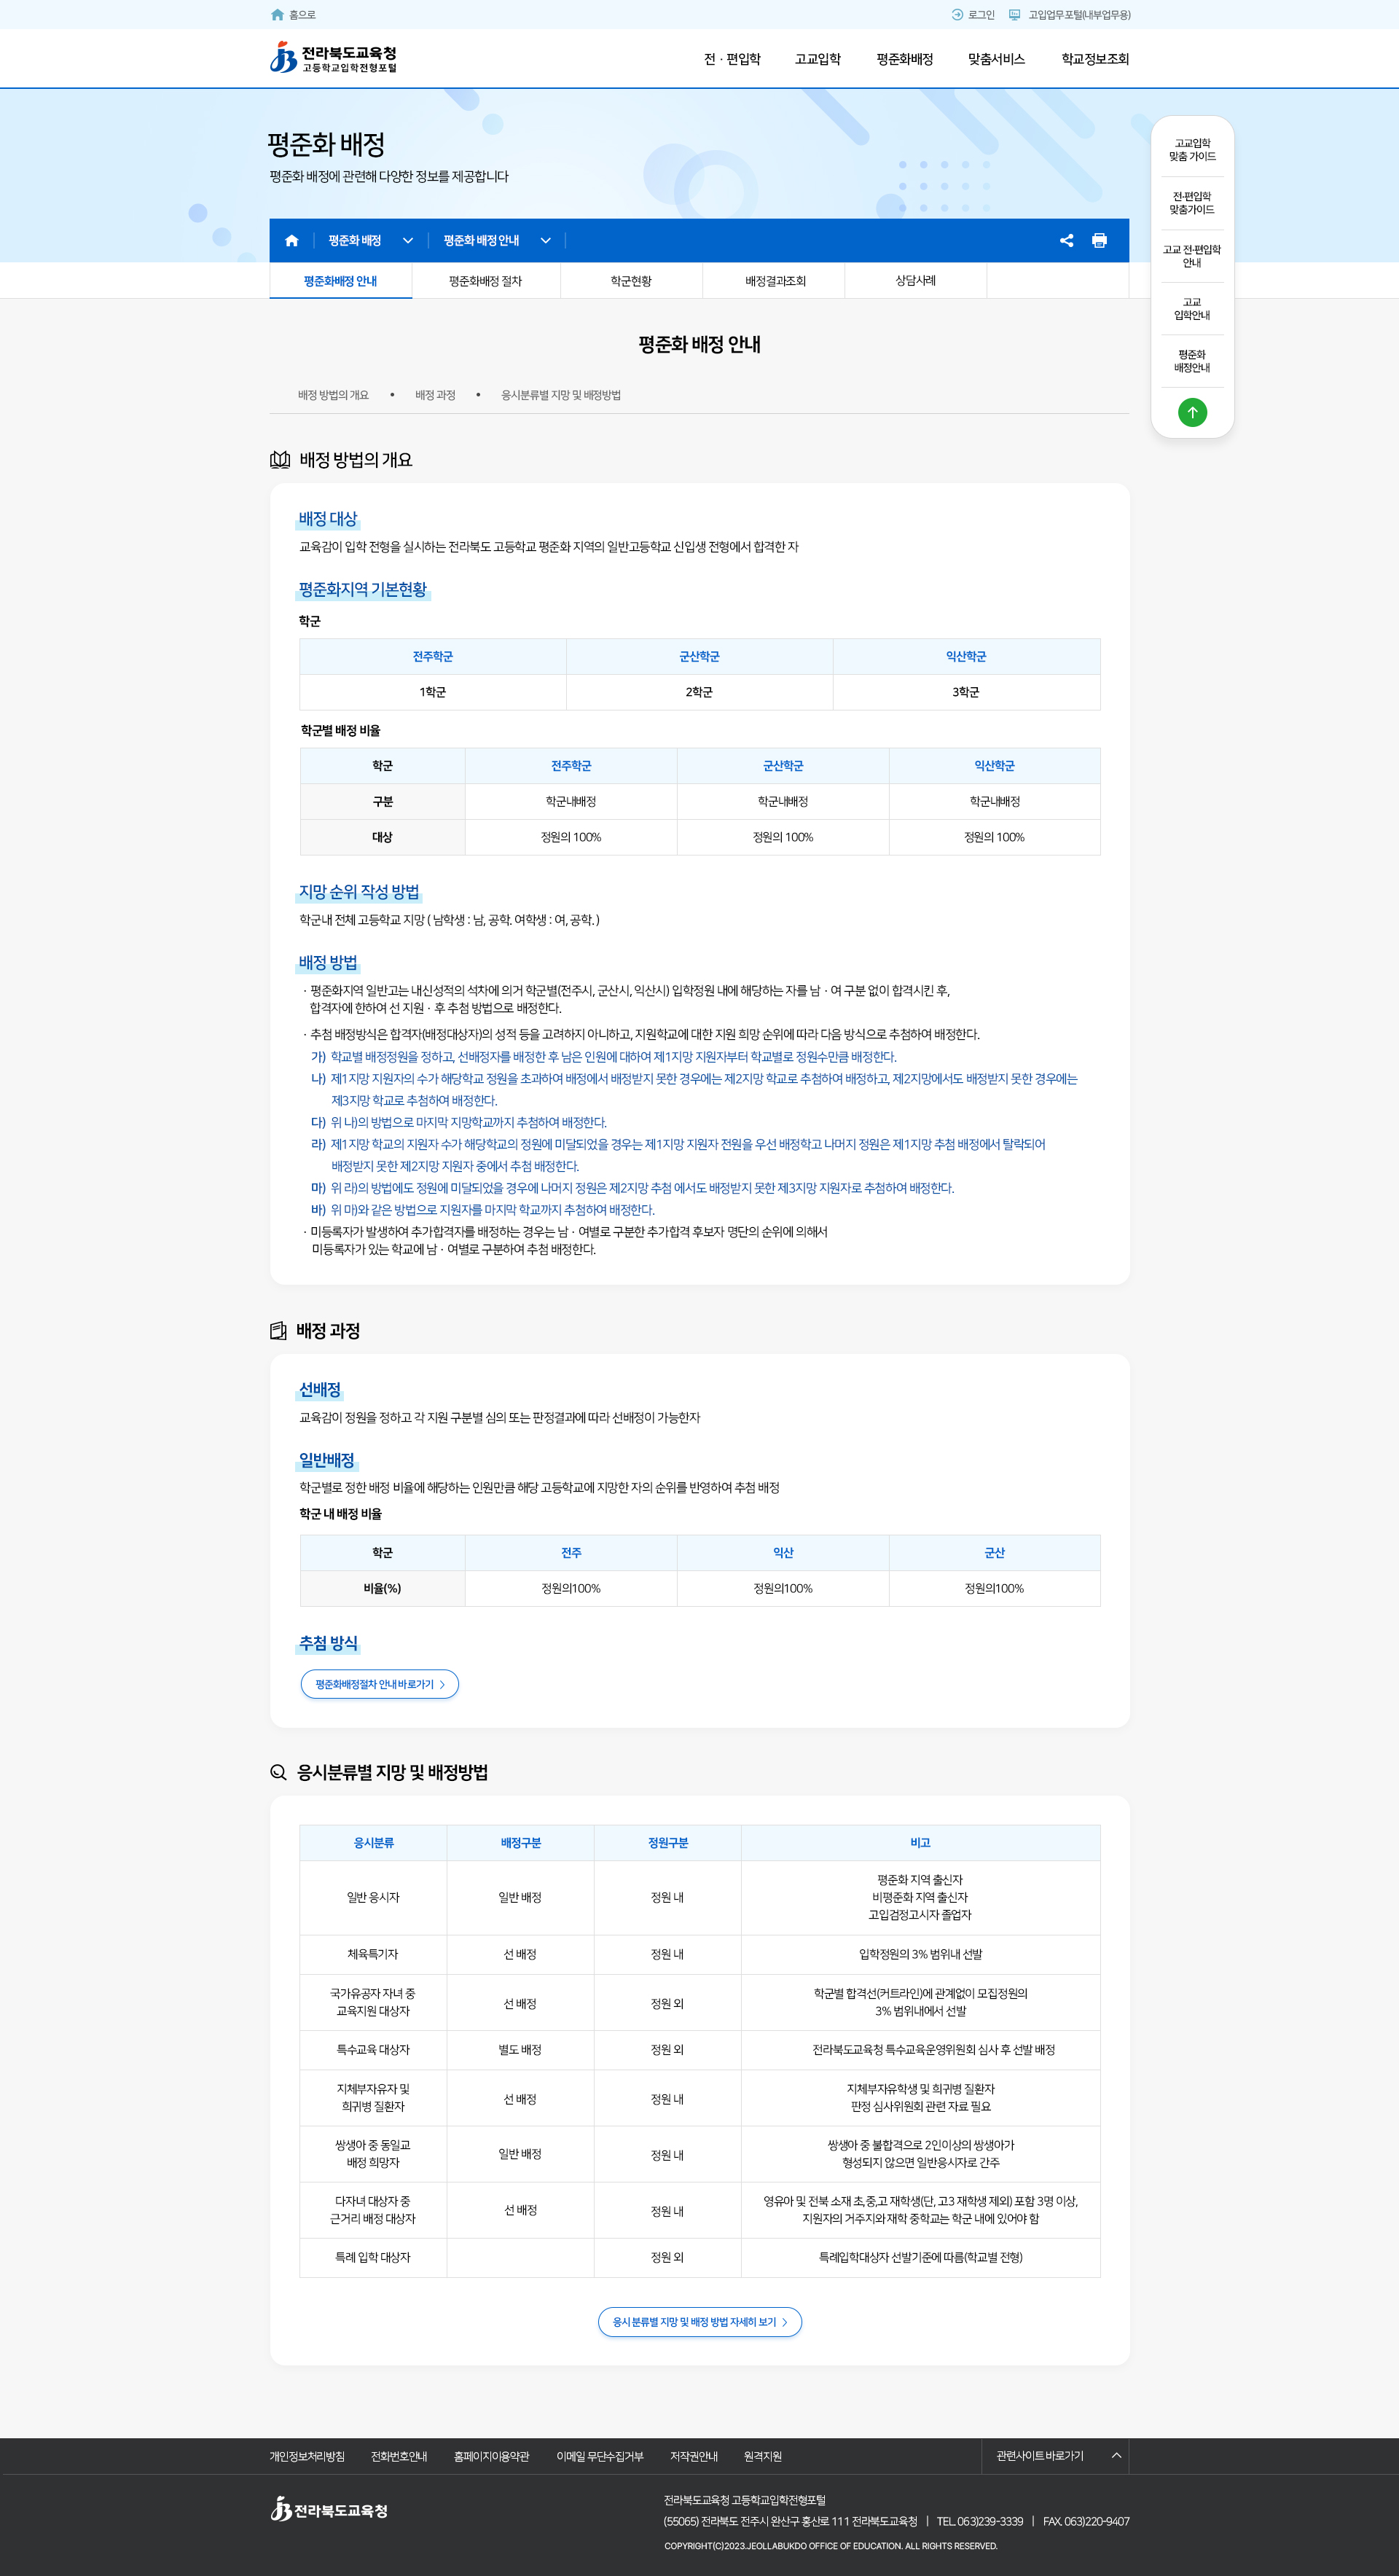 홈으로
로그인
고입업무포털(내부업무용)
전라북도교육청
고등학교입학전형포털
전 · 편입학
고교입학
평준화배정
맞춤서비스
학교정보조회
평준화 배정
평준화 배정에 관련해 다양한 정보를 제공합니다
고교입학
맞춤 가이드
전·편입학
맞춤가이드
고교 전·편입학
안내
고교
입학안내
평준화
배정안내
평준화 배정
평준화 배정 안내
평준화배정 안내
평준화배정 절차
학군현황
배정결과조회
상담사례
평준화 배정 안내
배정 방법의 개요 • 배정 과정 • 응시분류별 지망 및 배정방법
배정 방법의 개요
배정 대상
교육감이 입학 전형을 실시하는 전라북도 고등학교 평준화 지역의 일반고등학교 신입생 전형에서 합격한 자
평준화지역 기본현황
학군
전주학군 군산학군 익산학군
1학군 2학군 3학군
학군별 배정 비율
학군 전주학군 군산학군 익산학군
구분 학군내배정 학군내배정 학군내배정
대상 정원의 100% 정원의 100% 정원의 100%
지망 순위 작성 방법
학군내 전체 고등학교 지망 ( 남학생 : 남, 공학. 여학생 : 여, 공학. )
배정 방법
· 평준화지역 일반고는 내신성적의 석차에 의거 학군별(전주시, 군산시, 익산시) 입학정원 내에 해당하는 자를 남 · 여 구분 없이 합격시킨 후,
합격자에 한하여 선 지원 · 후 추첨 방법으로 배정한다.
· 추첨 배정방식은 합격자(배정대상자)의 성적 등을 고려하지 아니하고, 지원학교에 대한 지원 희망 순위에 따라 다음 방식으로 추첨하여 배정한다.
가) 학교별 배정정원을 정하고, 선배정자를 배정한 후 남은 인원에 대하여 제1지망 지원자부터 학교별로 정원수만큼 배정한다.
나) 제1지망 지원자의 수가 해당학교 정원을 초과하여 배정에서 배정받지 못한 경우에는 제2지망 학교로 추첨하여 배정하고, 제2지망에서도 배정받지 못한 경우에는
제3지망 학교로 추첨하여 배정한다.
다) 위 나)의 방법으로 마지막 지망학교까지 추첨하여 배정한다.
라) 제1지망 학교의 지원자 수가 해당학교의 정원에 미달되었을 경우는 제1지망 지원자 전원을 우선 배정학고 나머지 정원은 제1지망 추첨 배정에서 탈락되어
배정받지 못한 제2지망 지원자 중에서 추첨 배정한다.
마) 위 라)의 방법에도 정원에 미달되었을 경우에 나머지 정원은 제2지망 추첨 에서도 배정받지 못한 제3지망 지원자로 추첨하여 배정한다.
바) 위 마)와 같은 방법으로 지원자를 마지막 학교까지 추첨하여 배정한다.
· 미등록자가 발생하여 추가합격자를 배정하는 경우는 남 · 여별로 구분한 추가합격 후보자 명단의 순위에 의해서
미등록자가 있는 학교에 남 · 여별로 구분하여 추첨 배정한다.
배정 과정
선배정
교육감이 정원을 정하고 각 지원 구분별 심의 또는 판정결과에 따라 선배정이 가능한자
일반배정
학군별로 정한 배정 비율에 해당하는 인원만큼 해당 고등학교에 지망한 자의 순위를 반영하여 추첨 배정
학군 내 배정 비율
학군 전주 익산 군산
비율(%) 정원의100% 정원의100% 정원의100%
추첨 방식
평준화배정절차 안내 바로가기
응시분류별 지망 및 배정방법
응시분류 배정구분 정원구분 비고
일반 응시자 일반 배정 정원 내
평준화 지역 출신자
비평준화 지역 출신자
고입검정고시자 졸업자
체육특기자 선 배정 정원 내 입학정원의 3% 범위내 선발
국가유공자 자녀 중
교육지원 대상자
선 배정 정원 외
학군별 합격선(커트라인)에 관계없이 모집정원의
3% 범위내에서 선발
특수교육 대상자 별도 배정 정원 외 전라북도교육청 특수교육운영위원회 심사 후 선발 배정
지체부자유자 및
희귀병 질환자
선 배정 정원 내
지체부자유학생 및 희귀병 질환자
판정 심사위원회 관련 자료 필요
쌍생아 중 동일교
배정 희망자
일반 배정 정원 내
쌍생아 중 불합격으로 2인이상의 쌍생아가
형성되지 않으면 일반응시자로 간주
다자녀 대상자 중
근거리 배정 대상자
선 배정 정원 내
영유아 및 전북 소재 초,중,고 재학생(단, 고3 재학생 제외) 포함 3명 이상,
지원자의 거주지와 재학 중학교는 학군 내에 있어야 함
특례 입학 대상자 정원 외 특례입학대상자 선발기준에 따름(학교별 전형)
응시 분류별 지망 및 배정 방법 자세히 보기
개인정보처리방침
전화번호안내
홈페이지이용약관
이메일 무단수집거부
저작권안내
원격지원
관련사이트 바로가기
전라북도교육청
전라북도교육청 고등학교입학전형포털
(55065) 전라북도 전주시 완산구 홍산로 111 전라북도교육청 | TEL. 063)239-3339 | FAX. 063)220-9407
COPYRIGHT(C)2023.JEOLLABUKDO OFFICE OF EDUCATION. ALL RIGHTS RESERVED.